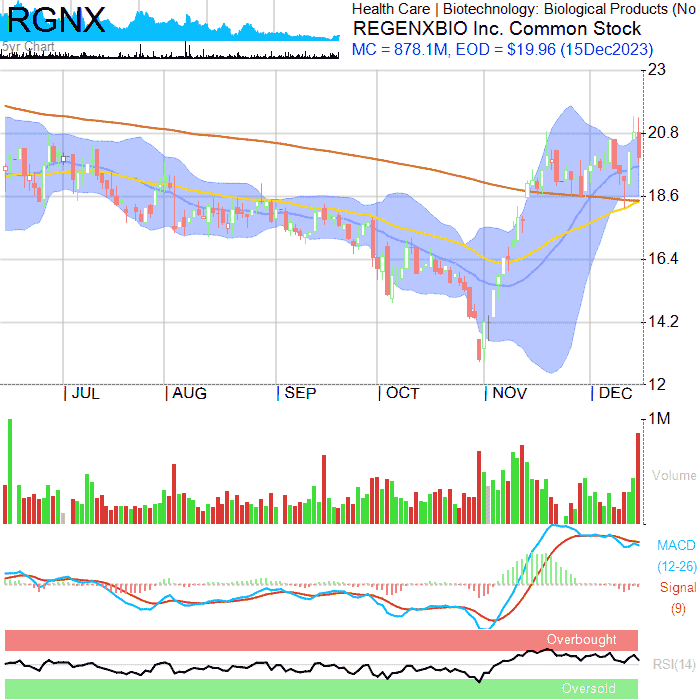 RGNX
5yr Chart
Health Care | Biotechnology: Biological Products (No
REGENXBIO Inc. Common Stock
MC = 878.1M, EOD = $19.96 (15Dec2023)
23
20.8
18.6
16.4
14.2
12
JUL
AUG
SEP
OCT
NOV
DEC
1M
Volume
MACD
(12-26)
Signal
(9)
Overbought
RSI(14)
Oversold